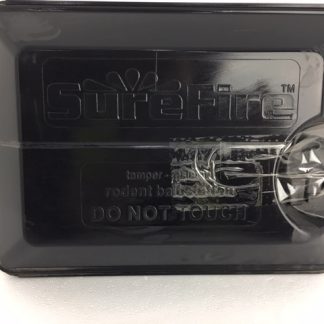 SureFire™
tamper -
rodent bait station
DO NOT TOUCH